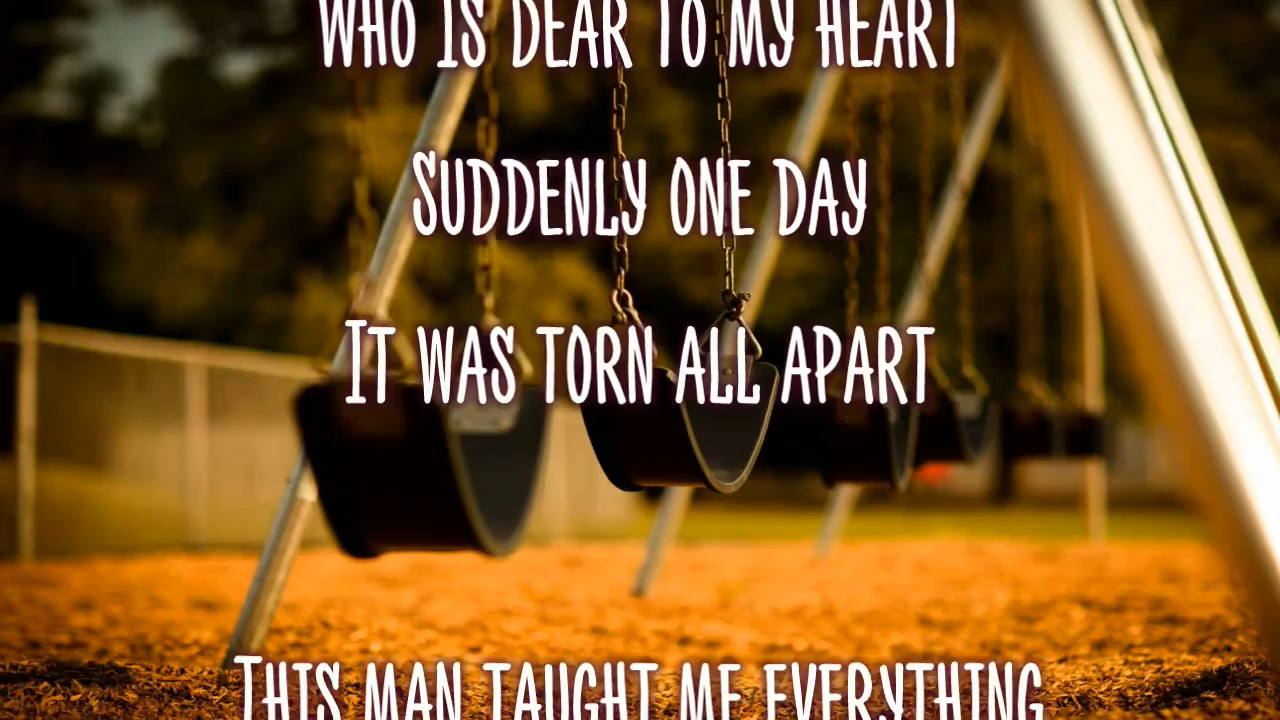 WHO IS DEAR TO MY HEART
SUDDENLY ONE DAY
IT WAS TORN ALL APART
THIS MAN TAUGHT ME EVERYTHING